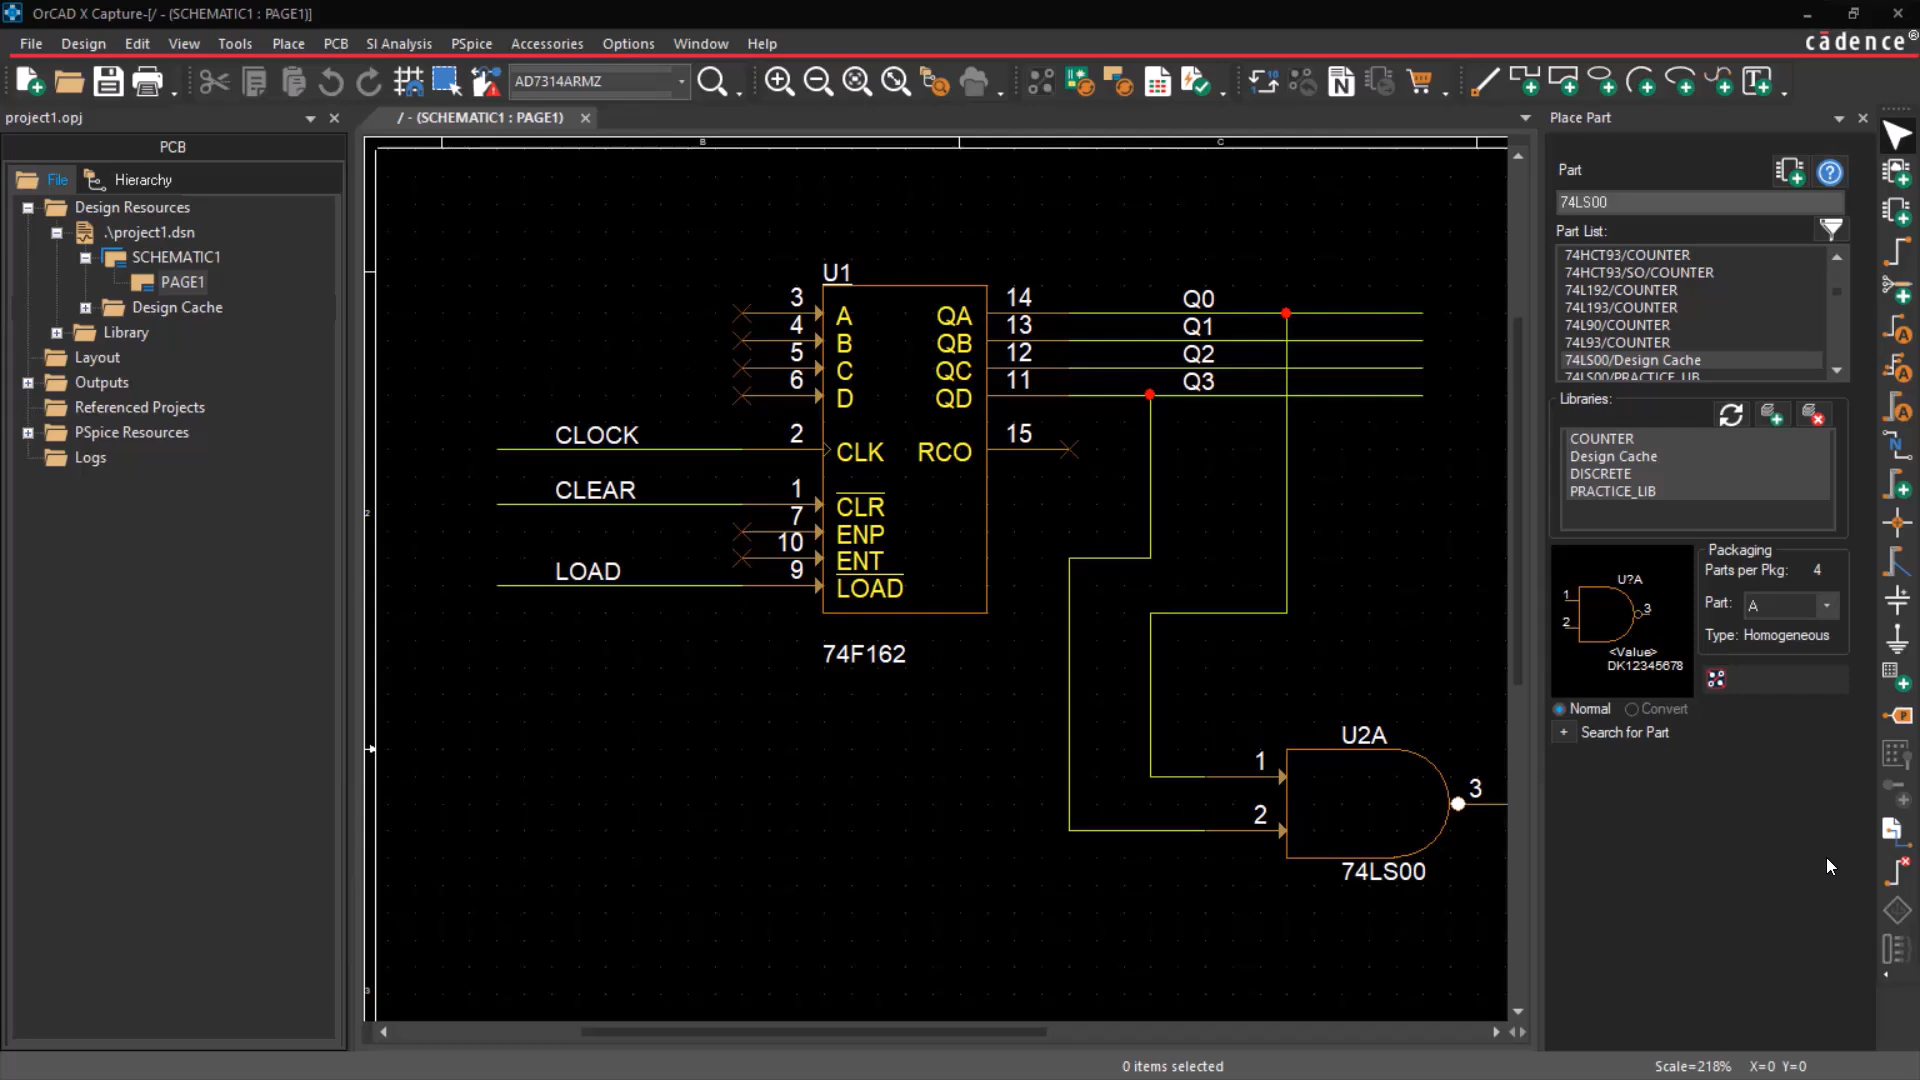 OrCAD X Capture-[/ - (SCHEMATIC1 : PAGE1)]
File Design Edit View Tools Place PCB SI Analysis PSpice Accessories Options Window Help
cādence®
AD7314ARMZ
project1.opj
/ - (SCHEMATIC1 : PAGE1)
Place Part
PCB
File
Hierarchy
Design Resources
.\project1.dsn
SCHEMATIC1
PAGE1
Design Cache
Library
Layout
Outputs
Referenced Projects
PSpice Resources
Logs
B
C
2
3
U1
3 A QA 14 Q0
4 B QB 13 Q1
5 C QC 12 Q2
6 D QD 11 Q3
CLOCK 2 CLK RCO 15
CLEAR 1 CLR
7 ENP
10 ENT
LOAD 9 LOAD
74F162
U2A
1
2
3
74LS00
Part
74LS00
Part List:
74HCT93/COUNTER
74HCT93/SO/COUNTER
74L192/COUNTER
74L193/COUNTER
74L90/COUNTER
74L93/COUNTER
74LS00/Design Cache
74LS00/PRACTICE_LIB
Libraries:
COUNTER
Design Cache
DISCRETE
PRACTICE_LIB
U?A
1
2
3
<Value>
DK12345678
Packaging
Parts per Pkg: 4
Part: A
Type: Homogeneous
Normal Convert
+ Search for Part
0 items selected
Scale=218% X=0 Y=0